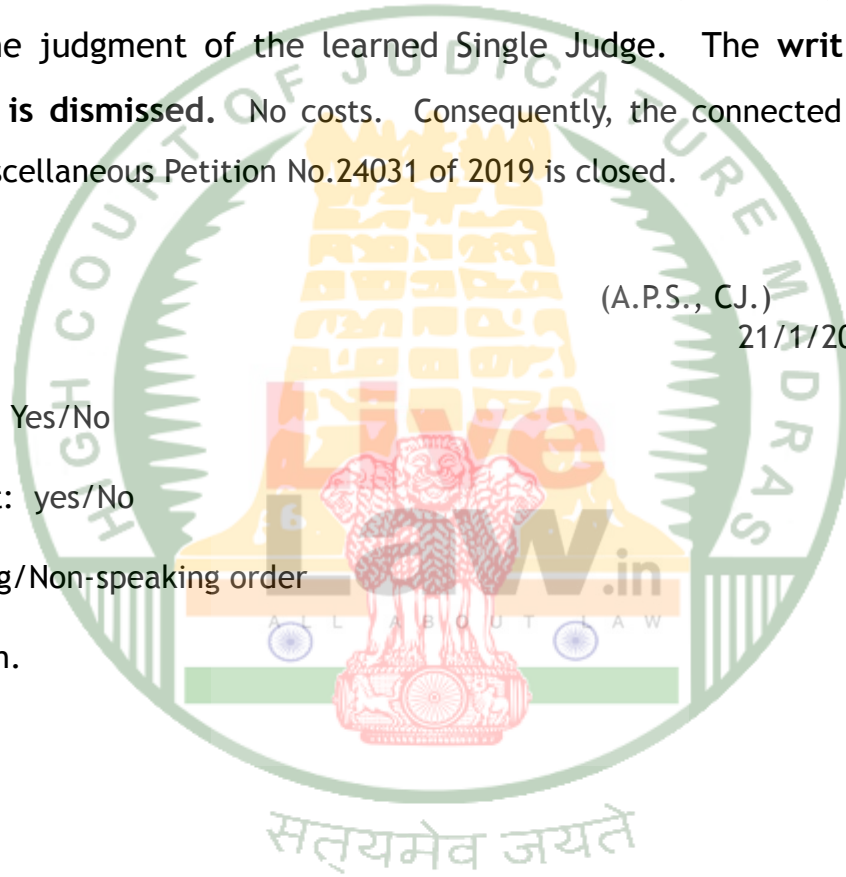 he judgment of the learned Single Judge. The writ
is dismissed. No costs. Consequently, the connected
scellaneous Petition No.24031 of 2019 is closed.
(A.P.S., CJ.)
21/1/20
Yes/No
: yes/No
g/Non-speaking order
HIGH COURT OF JUDICATURE MADRAS
Live
Law.in
ALL ABOUT LAW
सत्यमेव जयते